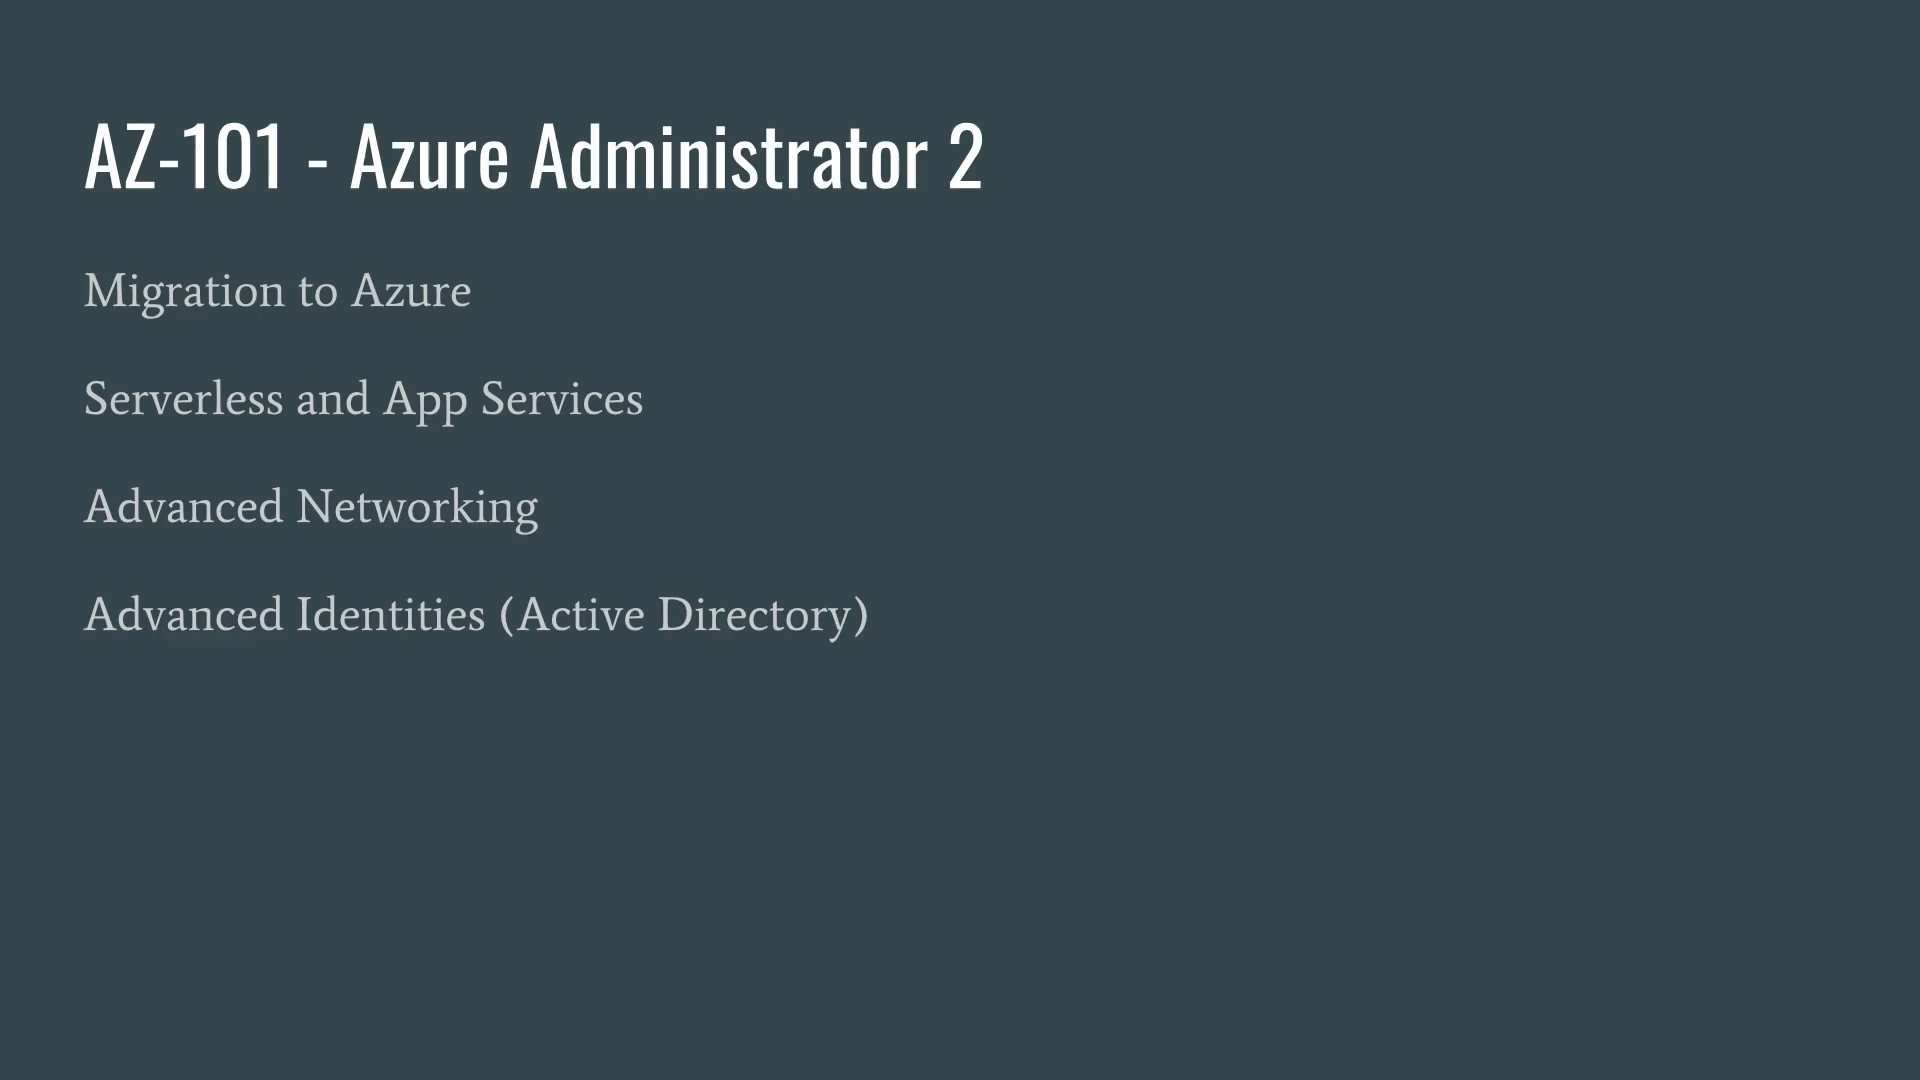 AZ-101 - Azure Administrator 2
Migration to Azure
Serverless and App Services
Advanced Networking
Advanced Identities (Active Directory)